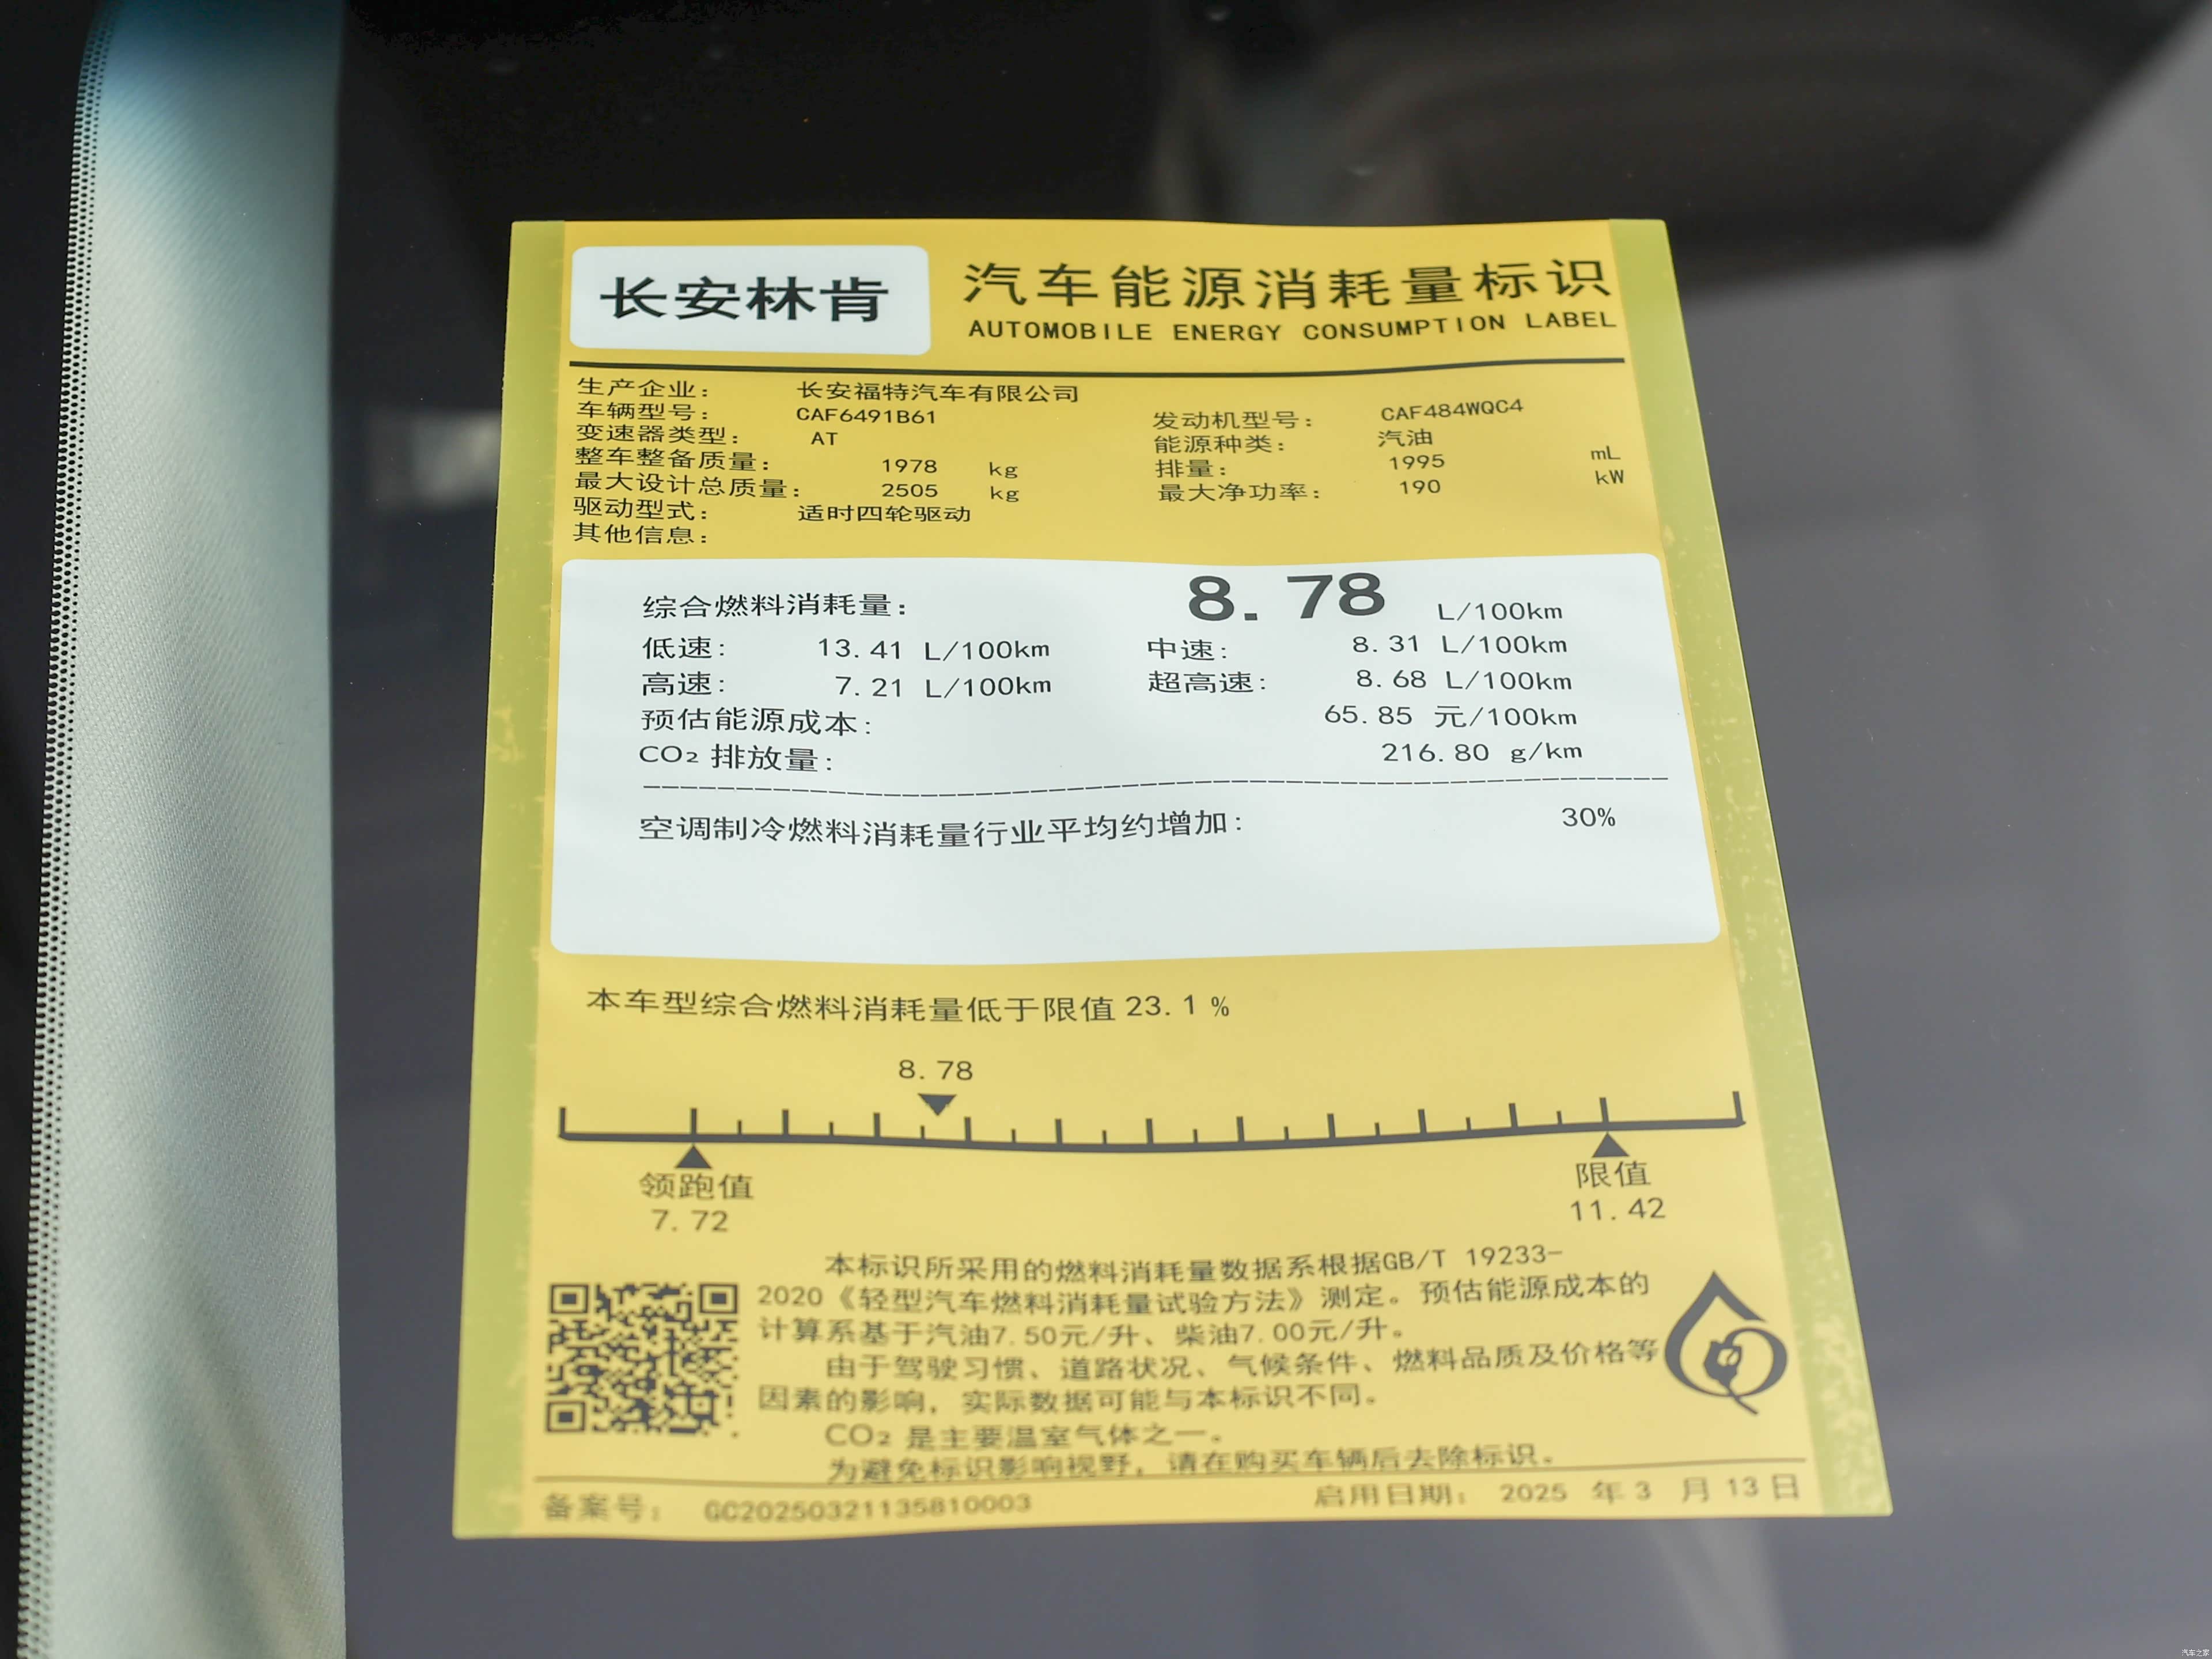 长安林肯
汽车能源消耗量标识
AUTOMOBILE ENERGY CONSUMPTION LABEL
生产企业： 长安福特汽车有限公司
车辆型号： CAF6491B61 发动机型号： CAF484WQC4
变速器类型： AT 能源种类： 汽油
整车整备质量： 1978 kg 排量： 1995 mL
最大设计总质量： 2505 kg 最大净功率： 190 kW
驱动型式： 适时四轮驱动
其他信息：
综合燃料消耗量： 8.78 L/100km
低速： 13.41 L/100km 中速： 8.31 L/100km
高速： 7.21 L/100km 超高速： 8.68 L/100km
预估能源成本： 65.85 元/100km
CO₂ 排放量： 216.80 g/km
空调制冷燃料消耗量行业平均约增加： 30%
本车型综合燃料消耗量低于限值 23.1 %
8.78
领跑值 限值
7.72 11.42
本标识所采用的燃料消耗量数据系根据GB/T 19233-
2020《轻型汽车燃料消耗量试验方法》测定。预估能源成本的
计算系基于汽油7.50元/升、柴油7.00元/升。
由于驾驶习惯、道路状况、气候条件、燃料品质及价格等
因素的影响，实际数据可能与本标识不同。
CO₂ 是主要温室气体之一。
为避免标识影响视野，请在购买车辆后去除标识。
备案号： GC20250321135810003 启用日期： 2025 年 3 月 13 日
汽车之家